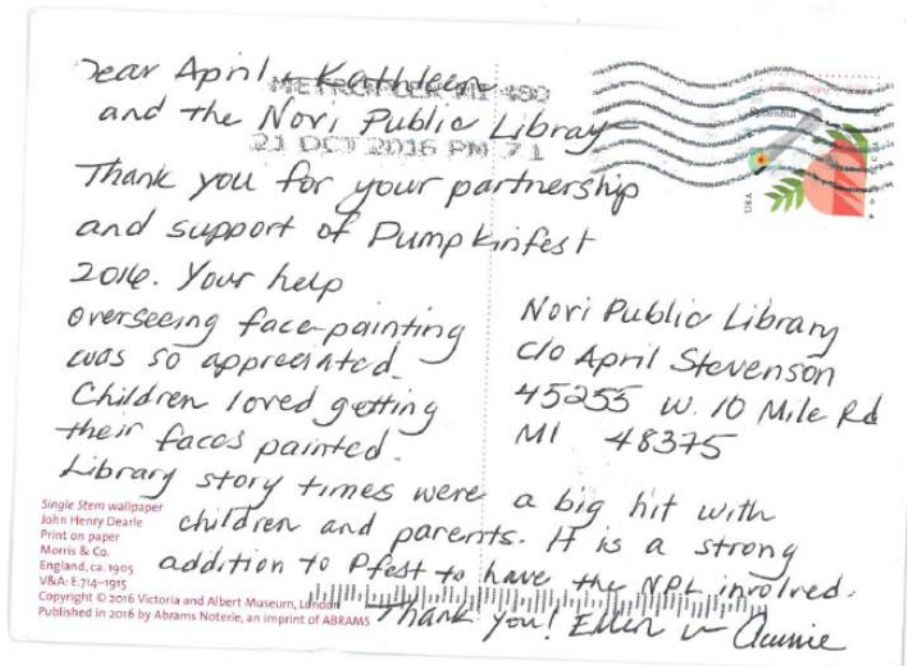 Dear April + Kathleen
METROPLEX MI 480
and the Novi Public Library
21 OCT 2016 PM 71
Thank you for your partnership
and support of Pumpkinfest
2016. Your help
overseeing face-painting
was so appreciated.
Children loved getting
their faces painted.
Library story times were a big hit with
children and parents. It is a strong
addition to Pfest to have the NPL involved.
Thank you! Ellen
USA
Novi Public Library
c/o April Stevenson
45255 W. 10 Mile Rd
MI 48375
Single Stem wallpaper
John Henry Dearle
Print on paper
Morris & Co.
England, ca. 1905
V&A: E.714–1915
Copyright © 2016 Victoria and Albert Museum, London
Published in 2016 by Abrams Noterie, an imprint of ABRAMS